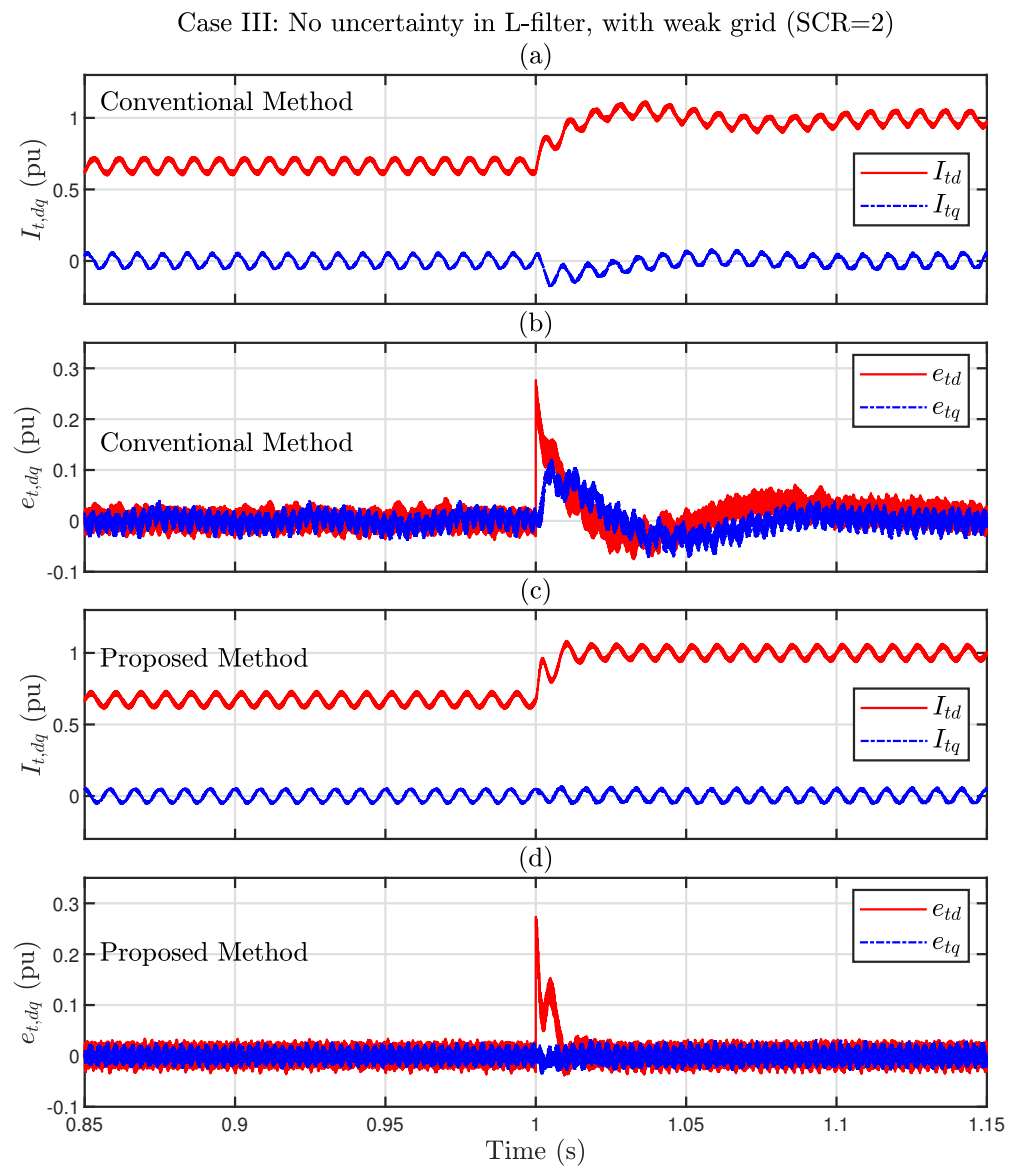 Case III: No uncertainty in L-filter, with weak grid (SCR=2)
(a)
Conventional Method
1
0.5
0
I_{t,dq} (pu)
I_{td}
I_{tq}
(b)
0.3
0.2
0.1
0
-0.1
e_{t,dq} (pu)
Conventional Method
e_{td}
e_{tq}
(c)
Proposed Method
1
0.5
0
I_{t,dq} (pu)
I_{td}
I_{tq}
(d)
0.3
0.2
0.1
0
-0.1
e_{t,dq} (pu)
Proposed Method
e_{td}
e_{tq}
0.85 0.9 0.95 1 1.05 1.1 1.15
Time (s)